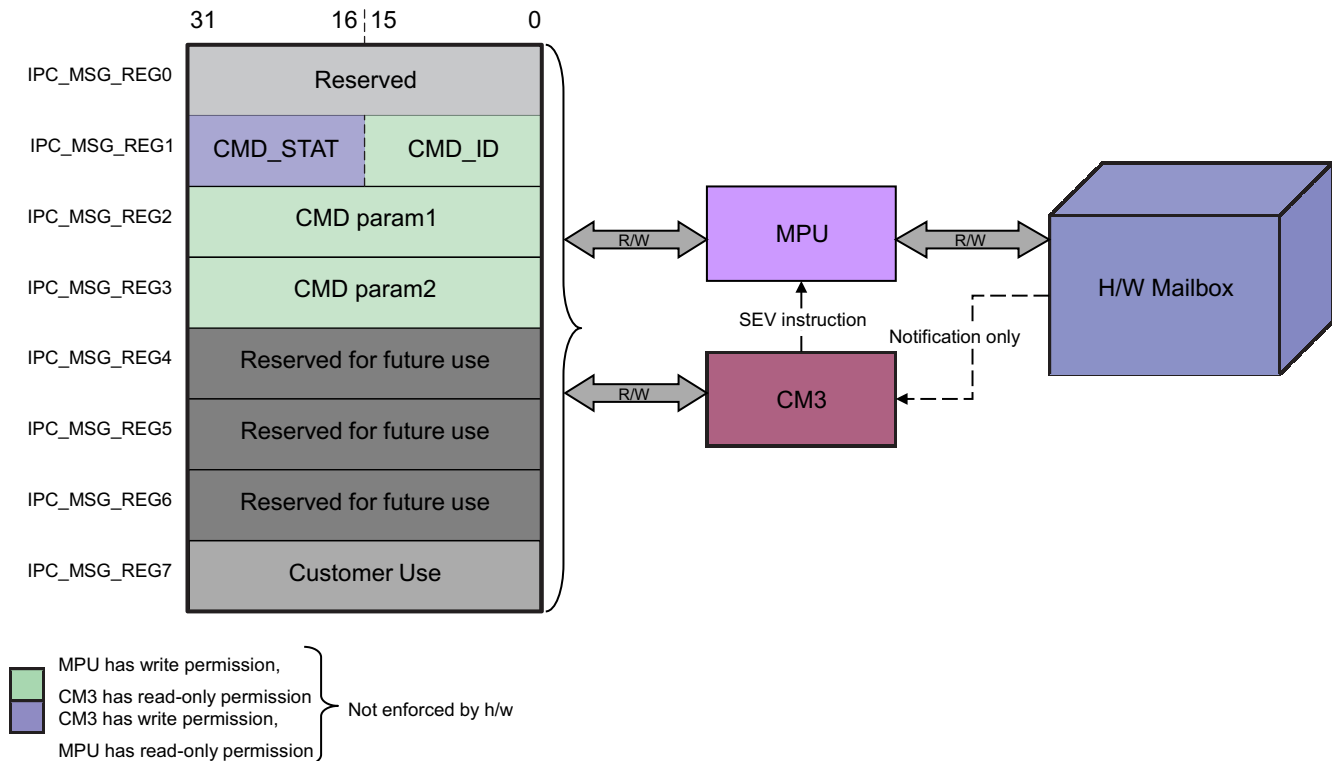 31 16 15 0
IPC_MSG_REG0 Reserved
IPC_MSG_REG1 CMD_STAT CMD_ID
IPC_MSG_REG2 CMD param1
IPC_MSG_REG3 CMD param2
IPC_MSG_REG4 Reserved for future use
IPC_MSG_REG5 Reserved for future use
IPC_MSG_REG6 Reserved for future use
IPC_MSG_REG7 Customer Use
R/W
MPU
R/W
H/W Mailbox
SEV instruction
Notification only
R/W
CM3
MPU has write permission,
CM3 has read-only permission
CM3 has write permission,
MPU has read-only permission
Not enforced by h/w